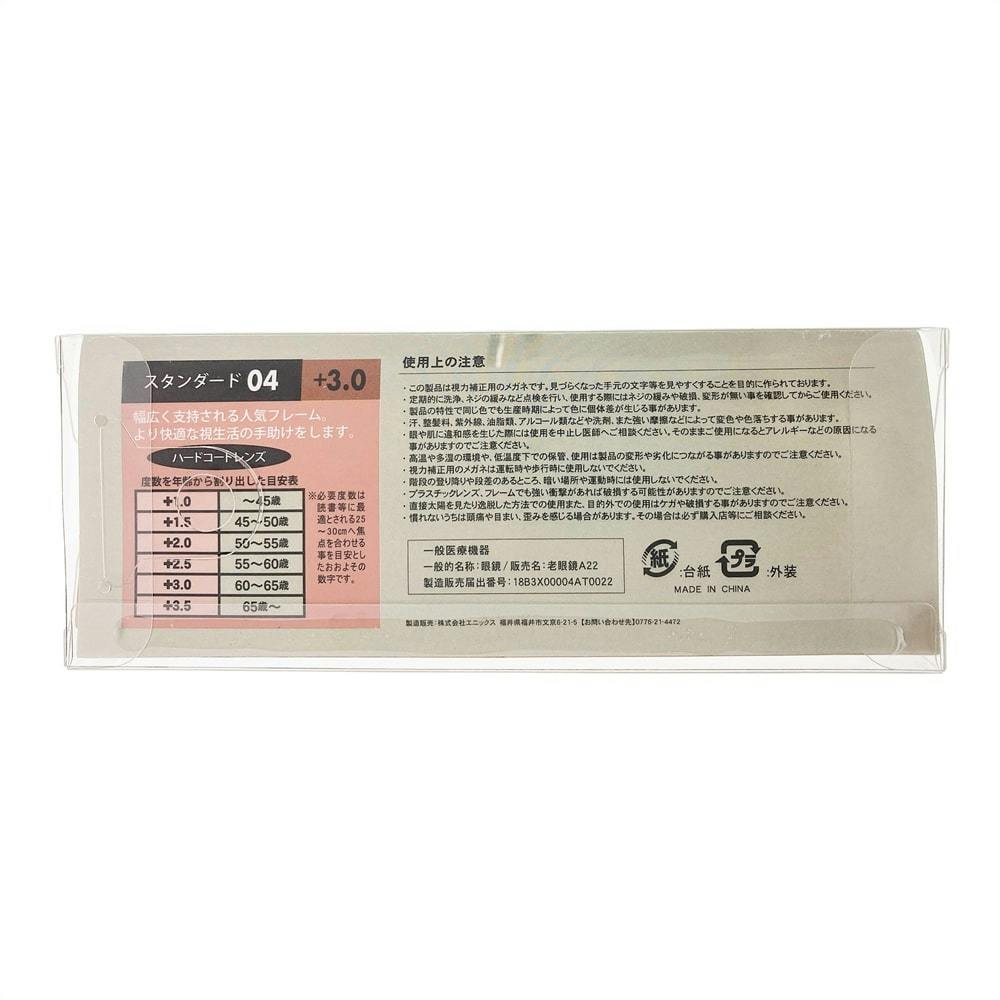 スタンダード 04 +3.0
幅広く支持される人気フレーム。
より快適な視生活の手助けをします。
ハードコートレンズ
度数を年齢から割り出した目安表
+1.0 ～45歳
+1.5 45～50歳
+2.0 50～55歳
+2.5 55～60歳
+3.0 60～65歳
+3.5 65歳～
※必要度数は
読書等に最
適とされる25
～30cmへ焦
点を合わせる
事を目安とし
たおおよその
数字です。
使用上の注意
・この製品は視力補正用のメガネです。見づらくなった手元の文字等を見やすくすることを目的に作られております。
・定期的に洗浄、ネジの緩みなど点検を行い、使用する際にはネジの緩みや破損、変形が無い事を確認してからご使用ください。
・製品の特性で同じ色でも生産時期によって色に個体差が生じる事があります。
・汗、整髪料、紫外線、油脂類、アルコール類などや洗剤、また強い摩擦などによって変色や色落ちする事があります。
・眼や肌に違和感を生じた際には使用を中止し医師へご相談ください。そのままご使用になるとアレルギーなどの原因になる
事がありますのでご注意ください。
・高温や多湿の環境や、低温度下での保管、使用は製品の変形や劣化につながる事がありますのでご注意ください。
・視力補正用のメガネは運転時や歩行時に使用しないでください。
・階段の登り降りや段差のあるところ、暗い場所や運動時には使用しないでください。
・プラスチックレンズ、フレームでも強い衝撃があれば破損する可能性がありますのでご注意ください。
・直接太陽を見たり逸脱した方法での使用また、目的外での使用はケガや破損する事がありますのでご注意ください。
・慣れないうちは頭痛や目まい、歪みを感じる場合があります。その場合は必ず購入店等にご相談ください。
一般医療機器
一般的名称:眼鏡/販売名:老眼鏡A22
製造販売届出番号:18B3X00004AT0022
紙 :台紙 プラ :外装
MADE IN CHINA
製造販売:株式会社エニックス 福井県福井市文京6-21-5【お問い合わせ先】0776-21-4472